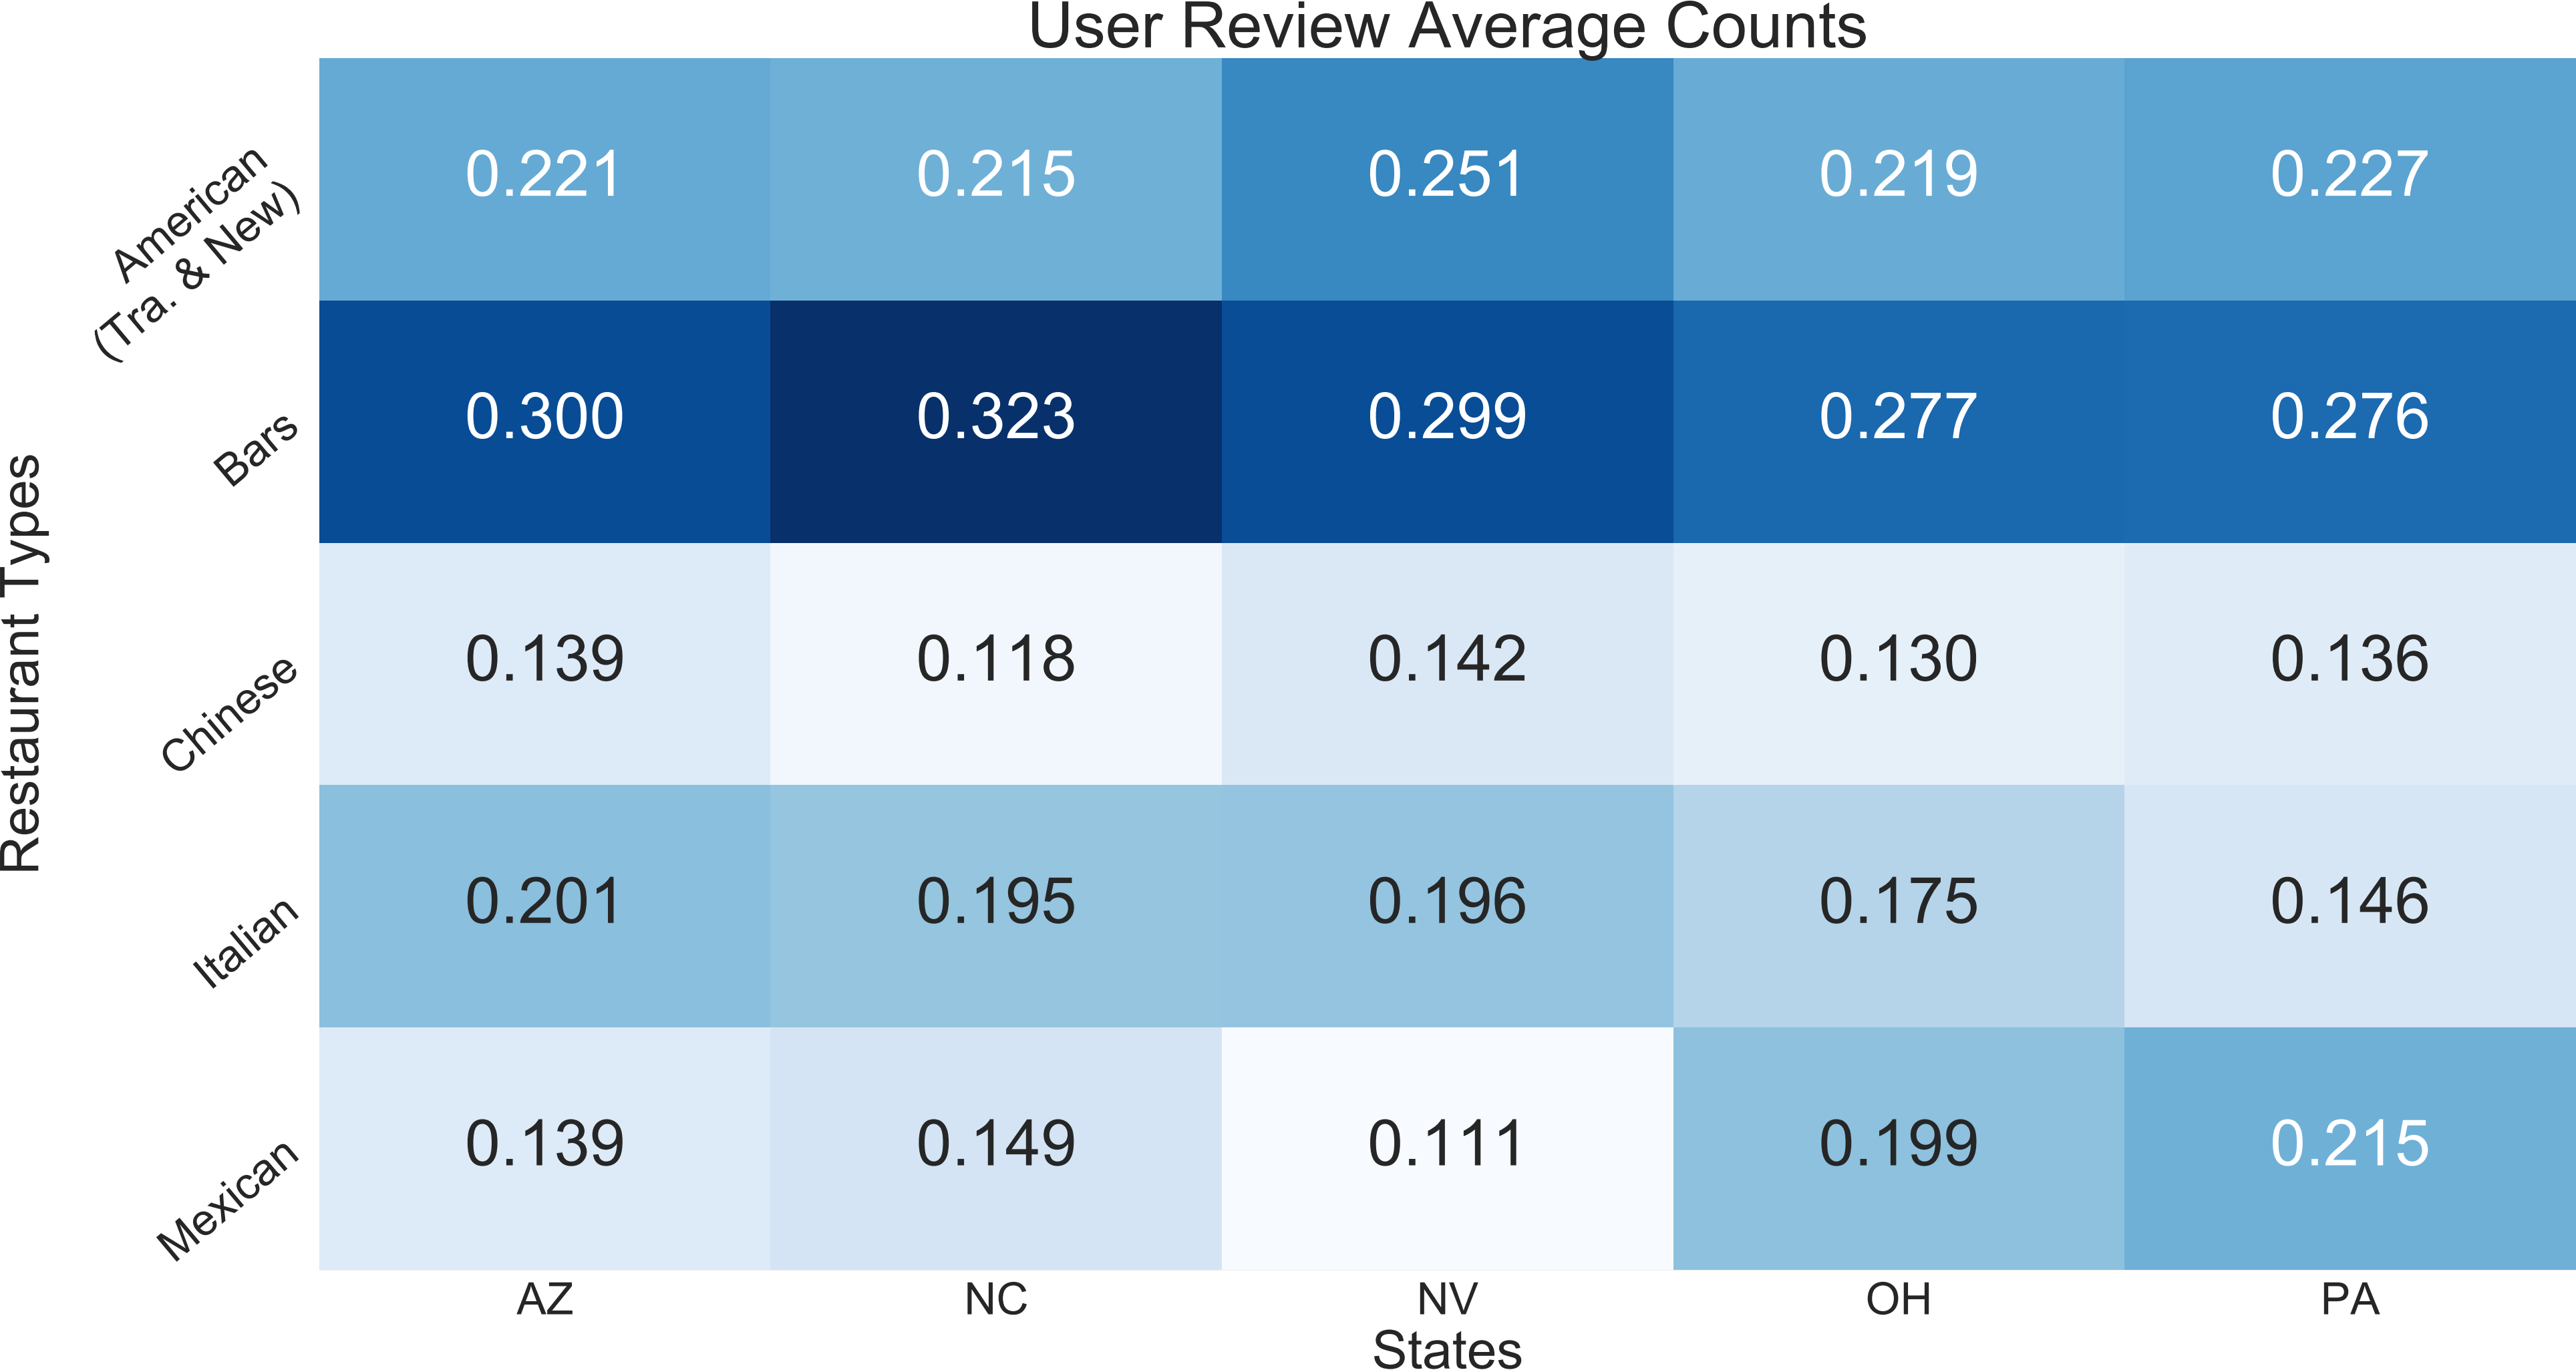 User Review Average Counts
Restaurant Types
American
(Tra. & New)
0.221 0.215 0.251 0.219 0.227
Bars
0.300 0.323 0.299 0.277 0.276
Chinese
0.139 0.118 0.142 0.130 0.136
Italian
0.201 0.195 0.196 0.175 0.146
Mexican
0.139 0.149 0.111 0.199 0.215
AZ NC NV OH PA
States